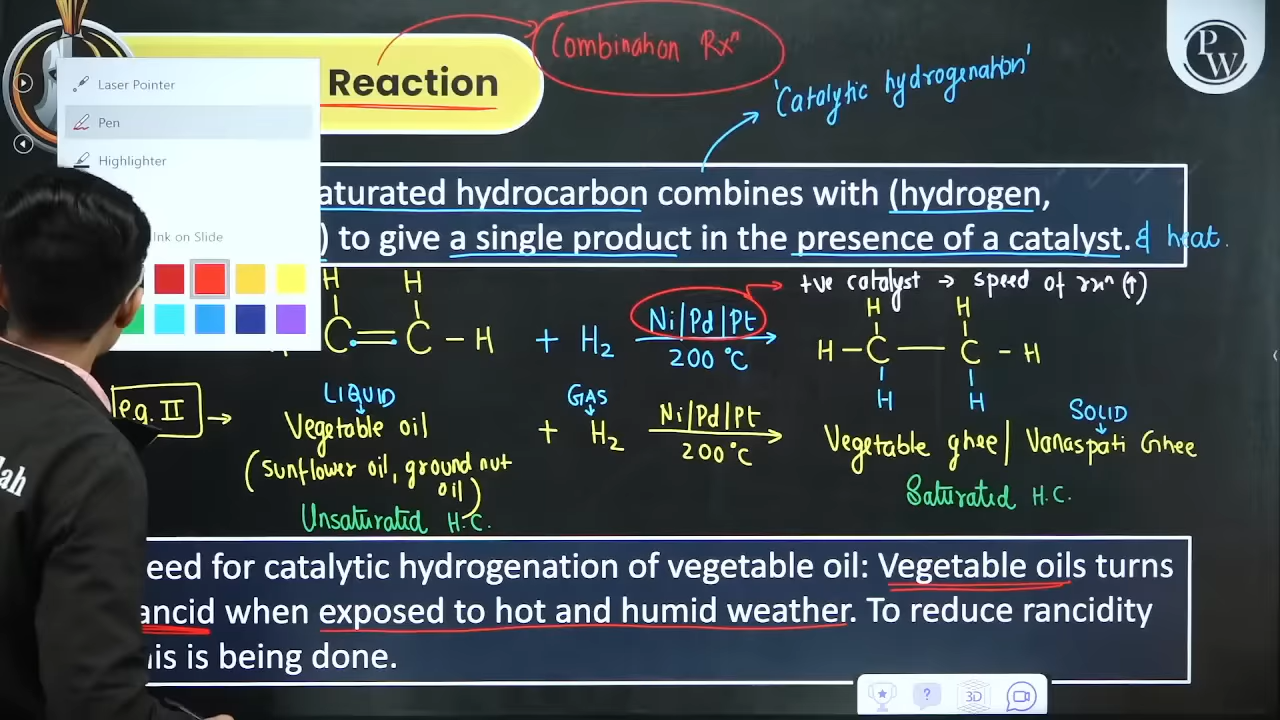 Reaction
Combination Rxⁿ
'Catalytic hydrogenation'
PW
Laser Pointer
Pen
Highlighter
Ink on Slide
aturated hydrocarbon combines with (hydrogen,
) to give a single product in the presence of a catalyst. & heat.
+ve catalyst → speed of rxⁿ (↑)
H H
C = C – H + H₂ Ni/Pd/Pt 200 °C H – C — C – H
H H
H H
e.g. II → Vegetable oil + H₂ Ni/Pd/Pt 200°C Vegetable ghee / Vanaspati Ghee
LIQUID GAS SOLID
(sunflower oil, ground nut
oil)
Unsaturated H.C. Saturated H.C.
eed for catalytic hydrogenation of vegetable oil: Vegetable oils turns
ancid when exposed to hot and humid weather. To reduce rancidity
his is being done.
lah
3D